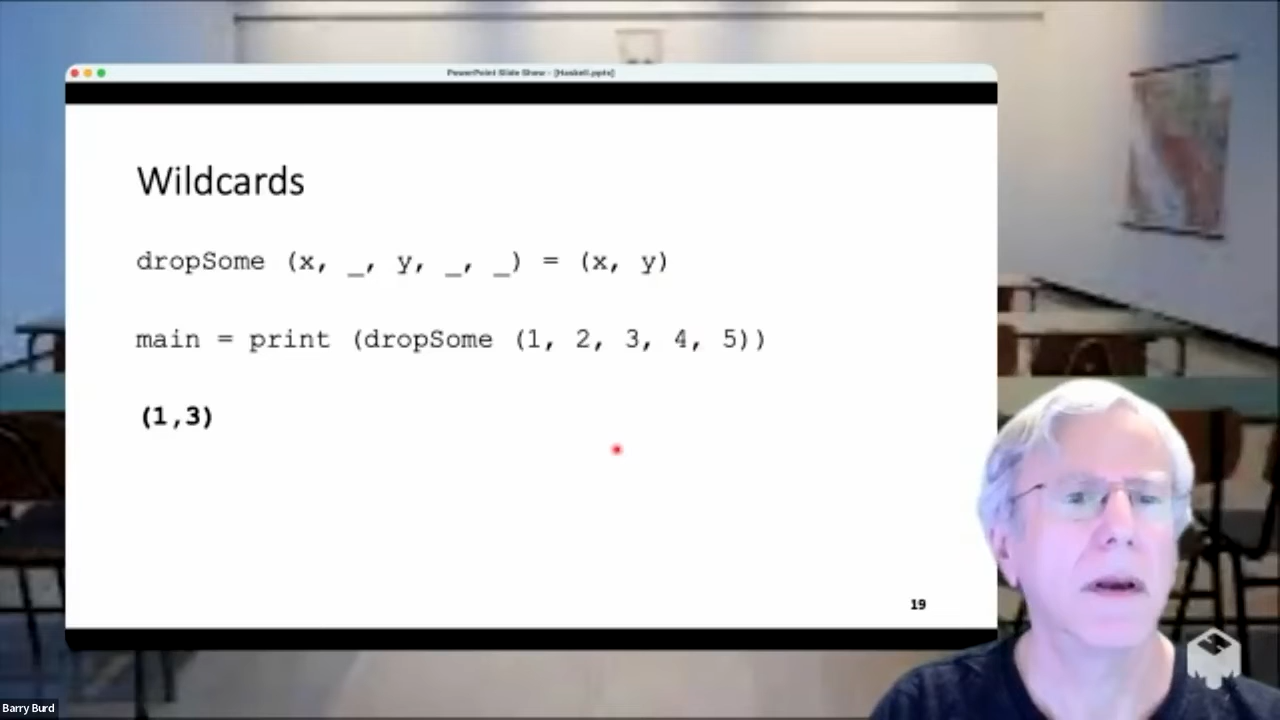 PowerPoint Slide Show - [Haskell.pptx]
Wildcards
dropSome (x, _, y, _, _) = (x, y)
main = print (dropSome (1, 2, 3, 4, 5))
(1,3)
19
Barry Burd